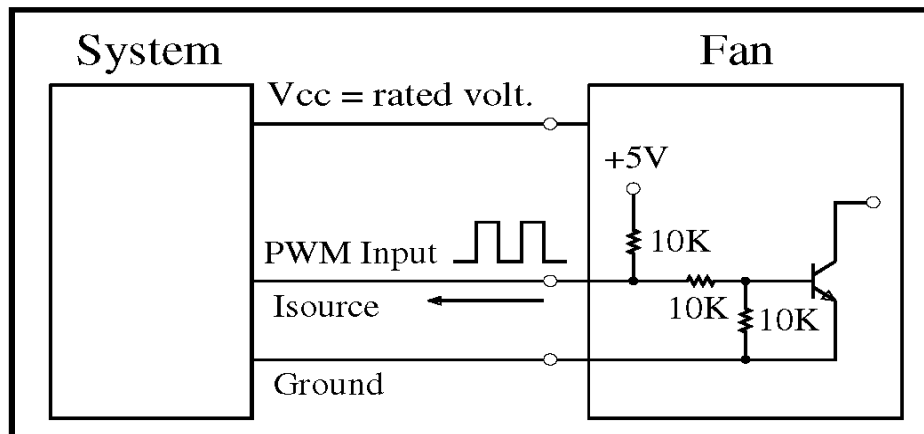 System
Fan
Vcc = rated volt.
+5V
10K
PWM Input
10K
10K
Isource
Ground